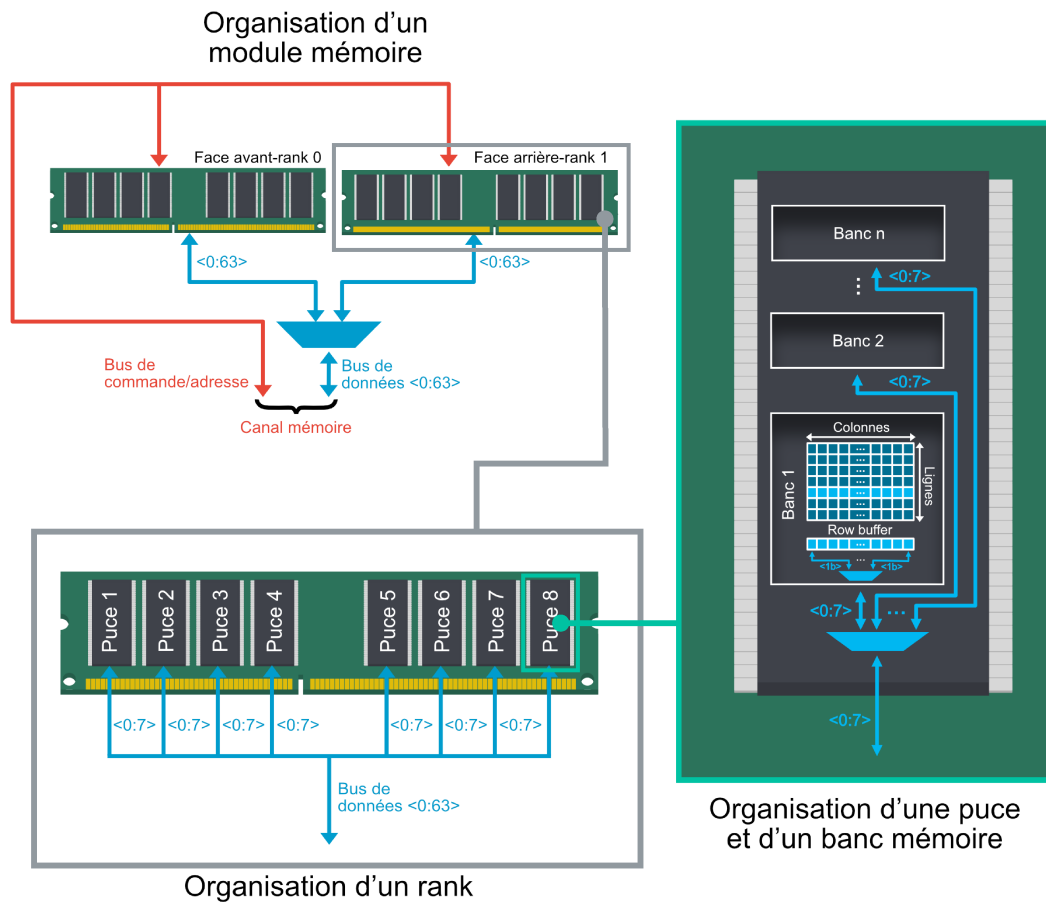 Organisation d'un
module mémoire
Face avant-rank 0
Face arrière-rank 1
<0:63>
<0:63>
Bus de
commande/adresse
Bus de
données <0:63>
Canal mémoire
Puce 1
Puce 2
Puce 3
Puce 4
Puce 5
Puce 6
Puce 7
Puce 8
<0:7>
<0:7>
<0:7>
<0:7>
<0:7>
<0:7>
<0:7>
<0:7>
Bus de
données <0:63>
Organisation d'un rank
Banc n
<0:7>
...
Banc 2
<0:7>
Banc 1
Colonnes
...
...
...
...
...
...
Lignes
Row buffer
...
...
<1b>
<1b>
<0:7>
...
<0:7>
Organisation d'une puce
et d'un banc mémoire